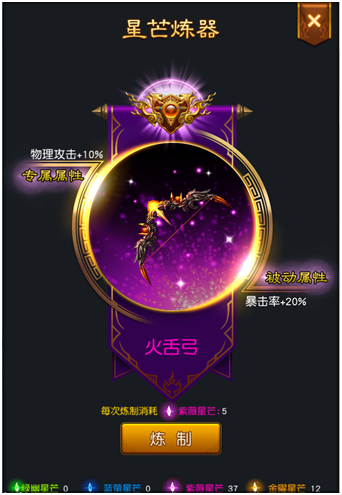 星芒炼器
物理攻击+10%
专属属性
被动属性
暴击率+20%
火舌弓
每次炼制消耗 紫薇星芒: 5
炼 制
绿幽星芒 0 蓝萤星芒 0 紫薇星芒 37 金曜星芒 12